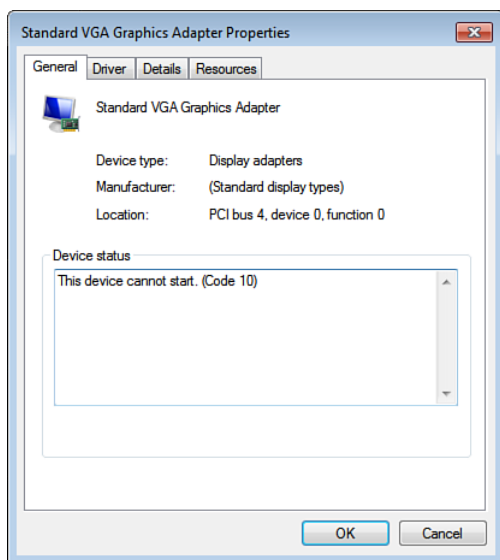 Standard VGA Graphics Adapter Properties
General Driver Details Resources
Standard VGA Graphics Adapter
Device type: Display adapters
Manufacturer: (Standard display types)
Location: PCI bus 4, device 0, function 0
Device status
This device cannot start. (Code 10)
OK Cancel